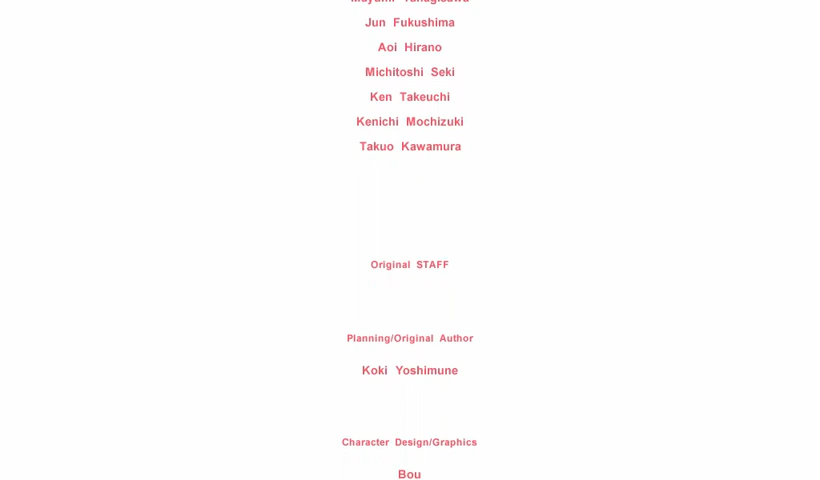 Jun Fukushima
Aoi Hirano
Michitoshi Seki
Ken Takeuchi
Kenichi Mochizuki
Takuo Kawamura
Original STAFF
Planning/Original Author
Koki Yoshimune
Character Design/Graphics
Bou